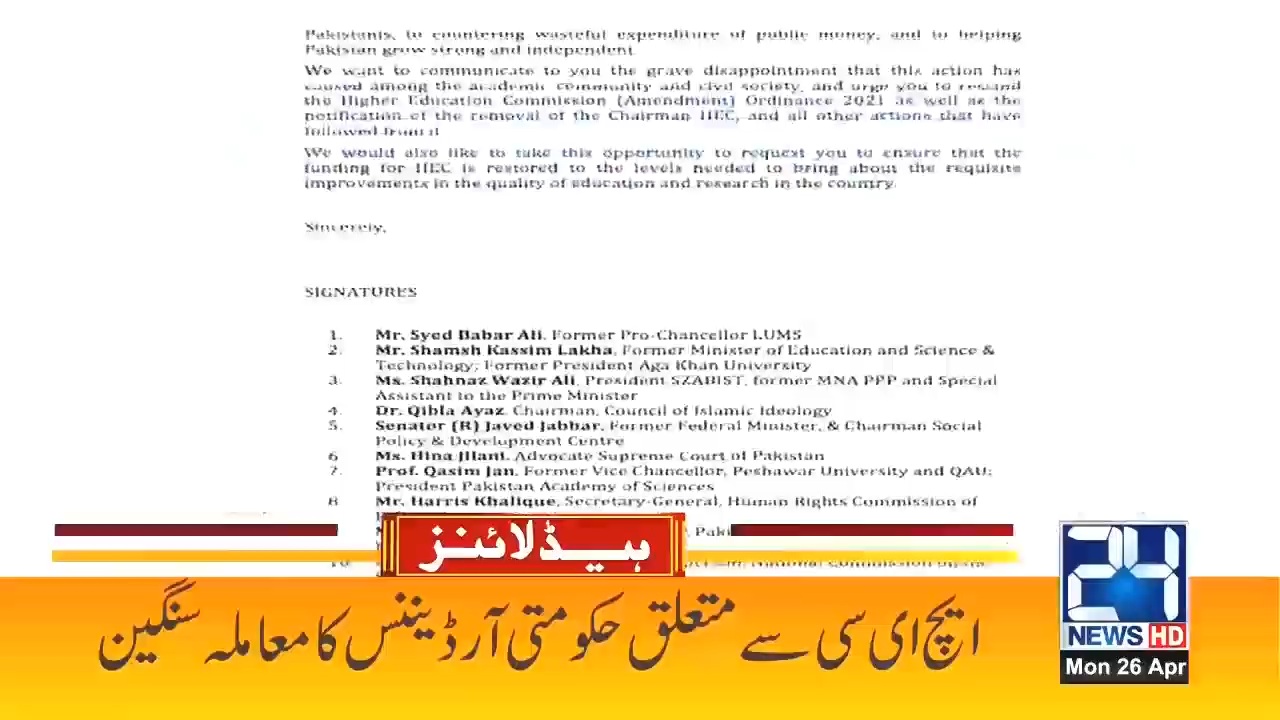 Pakistanis, to countering wasteful expenditure of public money, and to helping
Pakistan grow strong and independent
We want to communicate to you the grave disappointment that this action has
caused among the academic community and civil society, and urge you to rescind
the Higher Education Commission (Amendment) Ordinance 2021 as well as the
notification of the removal of the Chairman HEC, and all other actions that have
followed from it
We would also like to take this opportunity to request you to ensure that the
funding for HEC is restored to the levels needed to bring about the requisite
improvements in the quality of education and research in the country.
Sincerely,
SIGNATURES
1. Mr. Syed Babar Ali, Former Pro-Chancellor LUMS
2. Mr. Shamsh Kassim Lakha, Former Minister of Education and Science &
Technology; Former President Aga Khan University
3. Ms. Shahnaz Wazir Ali, President SZABIST, former MNA PPP and Special
Assistant to the Prime Minister
4. Dr. Qibla Ayaz, Chairman, Council of Islamic Ideology
5. Senator (R) Javed Jabbar, Former Federal Minister, & Chairman Social
Policy & Development Centre
6 Ms. Hina Jilani, Advocate Supreme Court of Pakistan
7. Prof. Qasim Jan, Former Vice Chancellor, Peshawar University and QAU;
President Pakistan Academy of Sciences
8 Mr. Harris Khalique, Secretary-General, Human Rights Commission of
ہیڈلائنز
ایچ ای سی سے متعلق حکومتی آرڈیننس کا معاملہ سنگین
24
NEWS HD
Mon 26 Apr